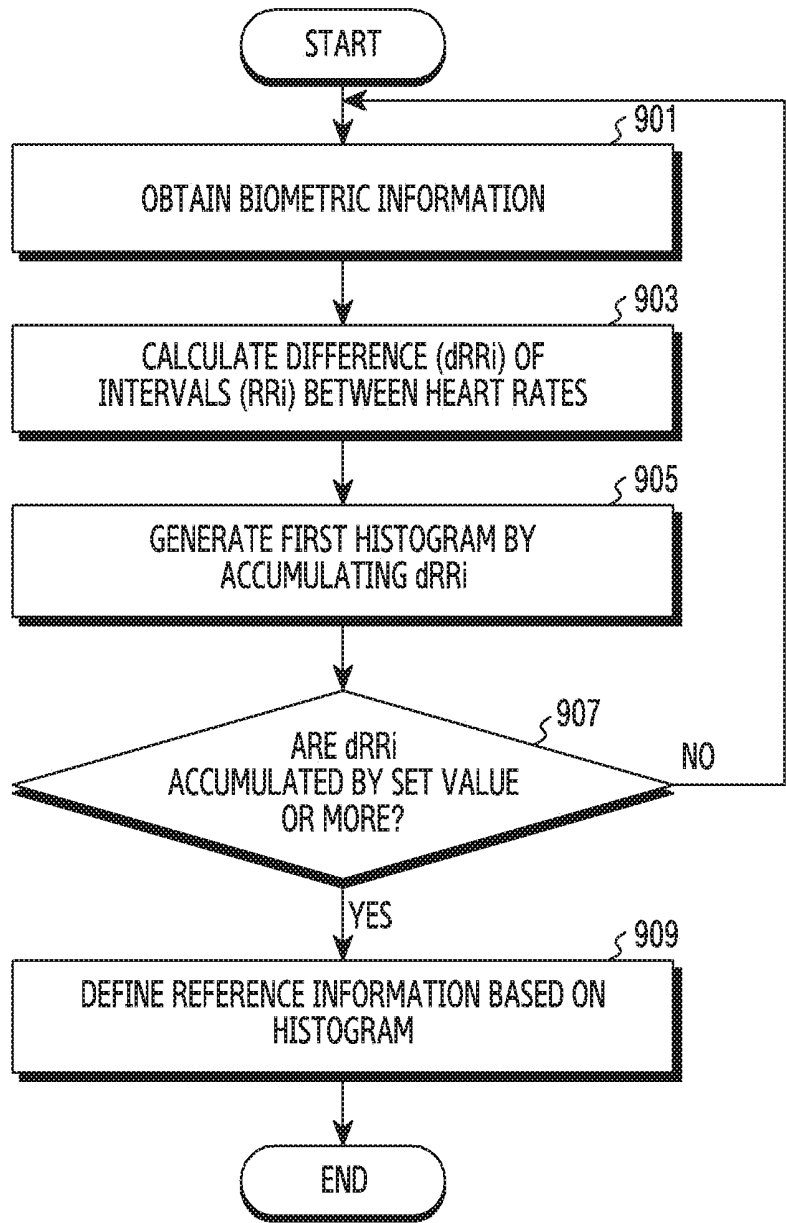 START
901
OBTAIN BIOMETRIC INFORMATION
903
CALCULATE DIFFERENCE (dRRi) OF
INTERVALS (RRi) BETWEEN HEART RATES
905
GENERATE FIRST HISTOGRAM BY
ACCUMULATING dRRi
907
ARE dRRi
ACCUMULATED BY SET VALUE
OR MORE?
NO
YES
909
DEFINE REFERENCE INFORMATION BASED ON
HISTOGRAM
END